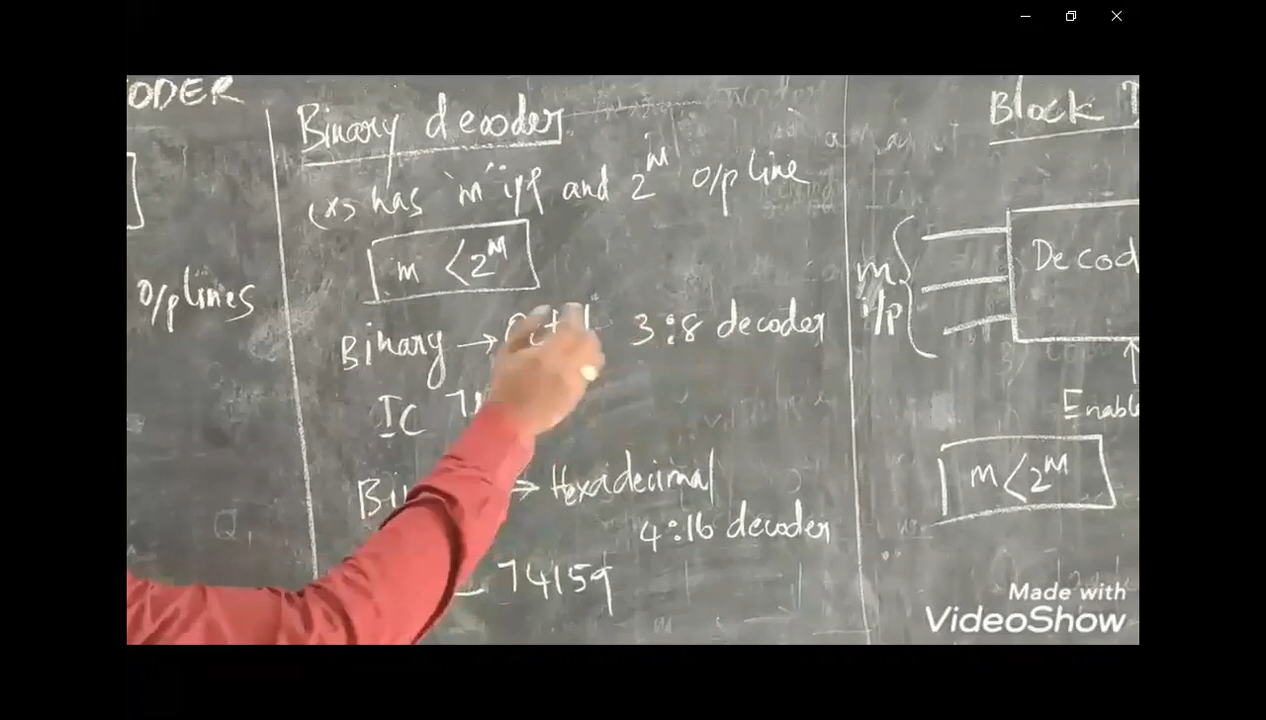 ODER
O/p lines
Binary decoder
has "m" i/p and 2^m O/p line
m < 2^m
Binary → 3:8 decoder
IC
→ Hexadecimal
4:16 decoder
74159
Block
m
i/p
Decod
Enabl
m < 2^m
Made with
VideoShow